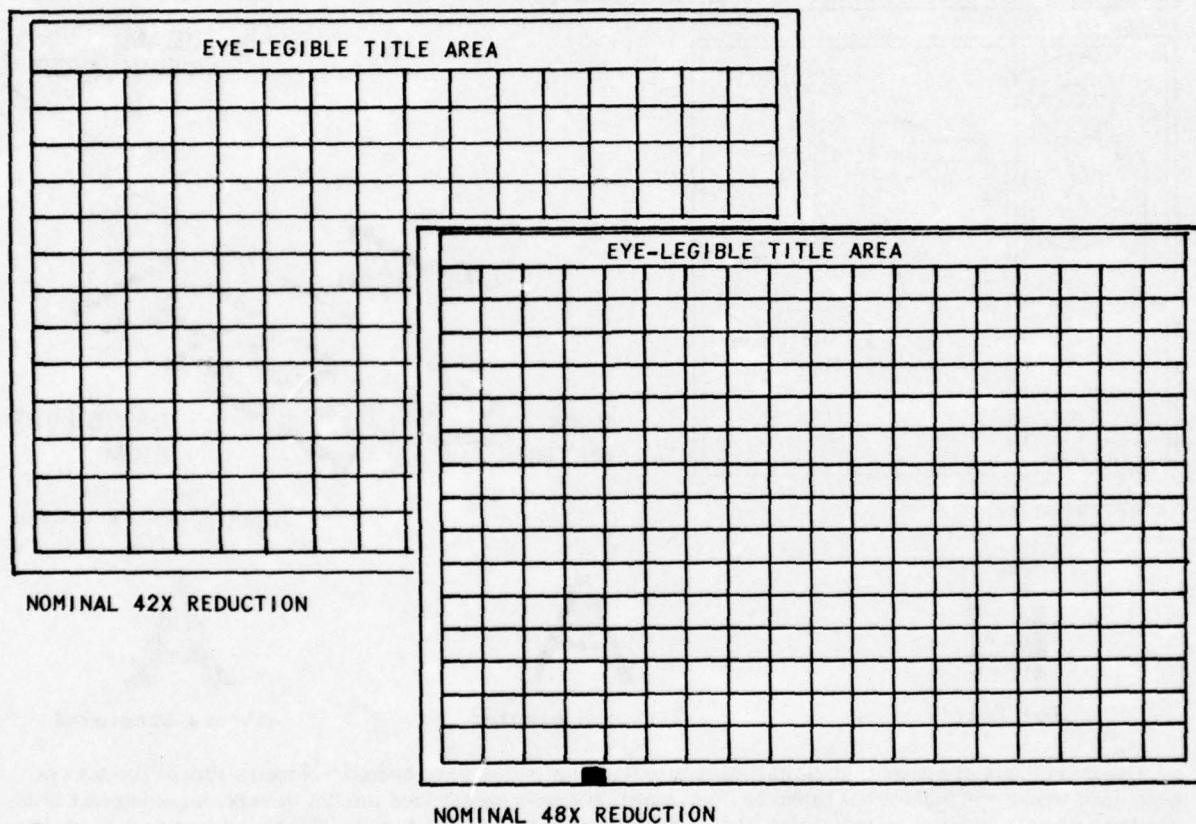 EYE-LEGIBLE TITLE AREA
EYE-LEGIBLE TITLE AREA
NOMINAL 42X REDUCTION
NOMINAL 48X REDUCTION